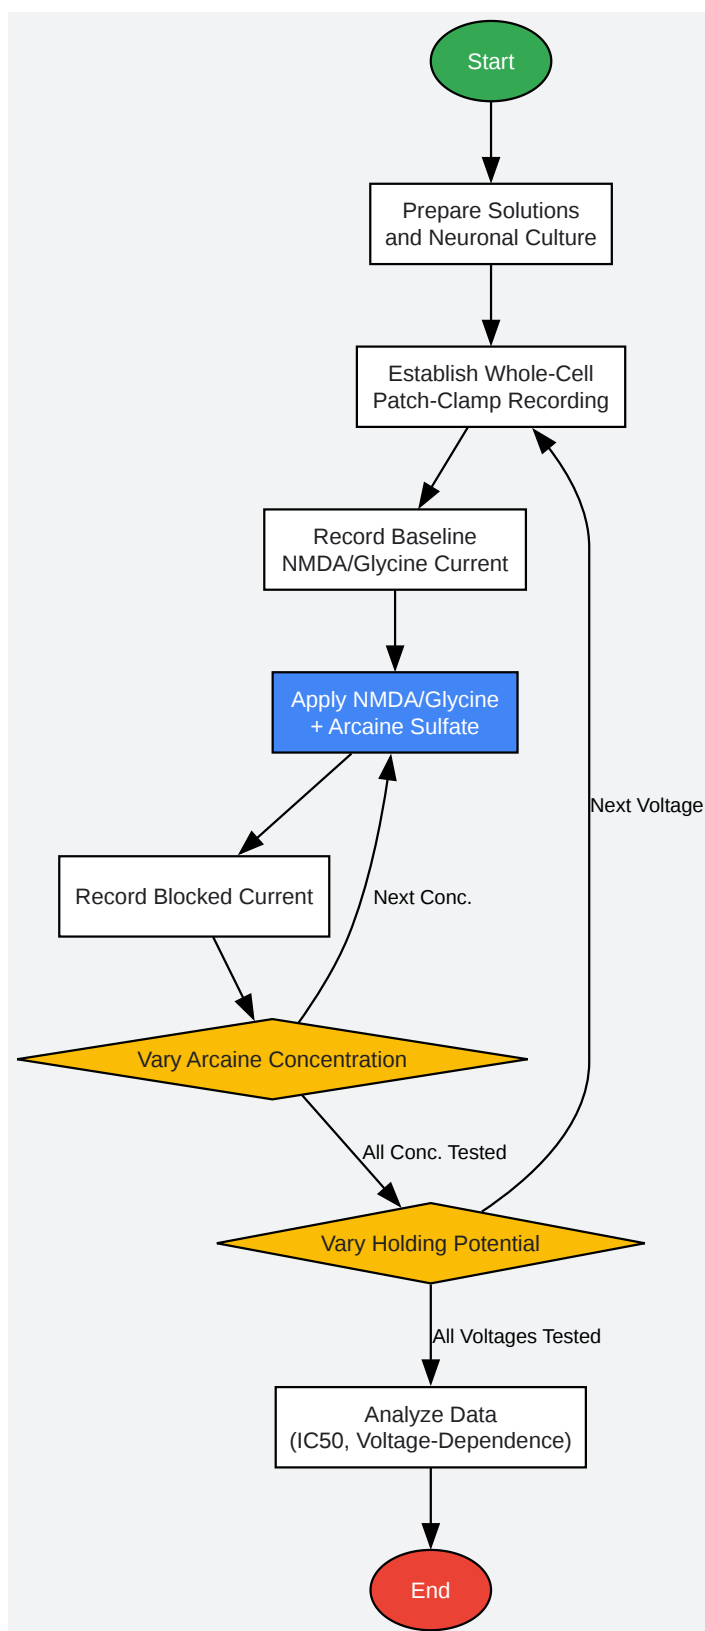 Start
Prepare Solutions
and Neuronal Culture
Establish Whole-Cell
Patch-Clamp Recording
Record Baseline
NMDA/Glycine Current
Apply NMDA/Glycine
+ Arcaine Sulfate
Next Voltage
Record Blocked Current
Next Conc.
Vary Arcaine Concentration
All Conc. Tested
Vary Holding Potential
All Voltages Tested
Analyze Data
(IC50, Voltage-Dependence)
End